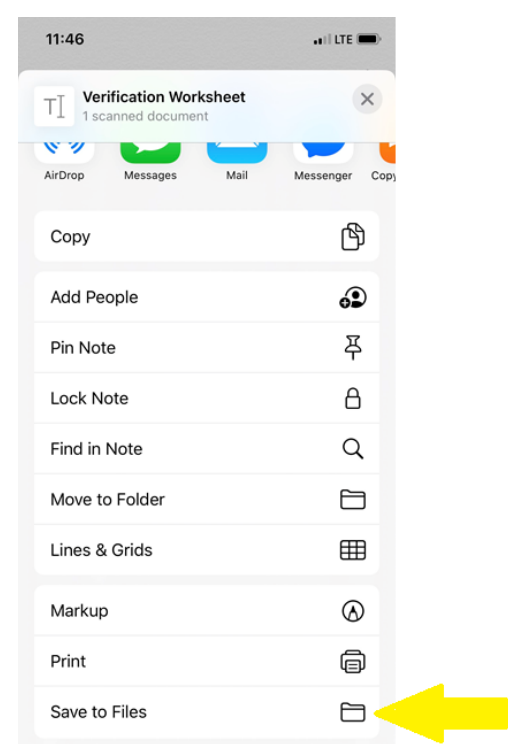 11:46
LTE
Verification Worksheet
1 scanned document
AirDrop Messages Mail Messenger Copy
Copy
Add People
Pin Note
Lock Note
Find in Note
Move to Folder
Lines & Grids
Markup
Print
Save to Files